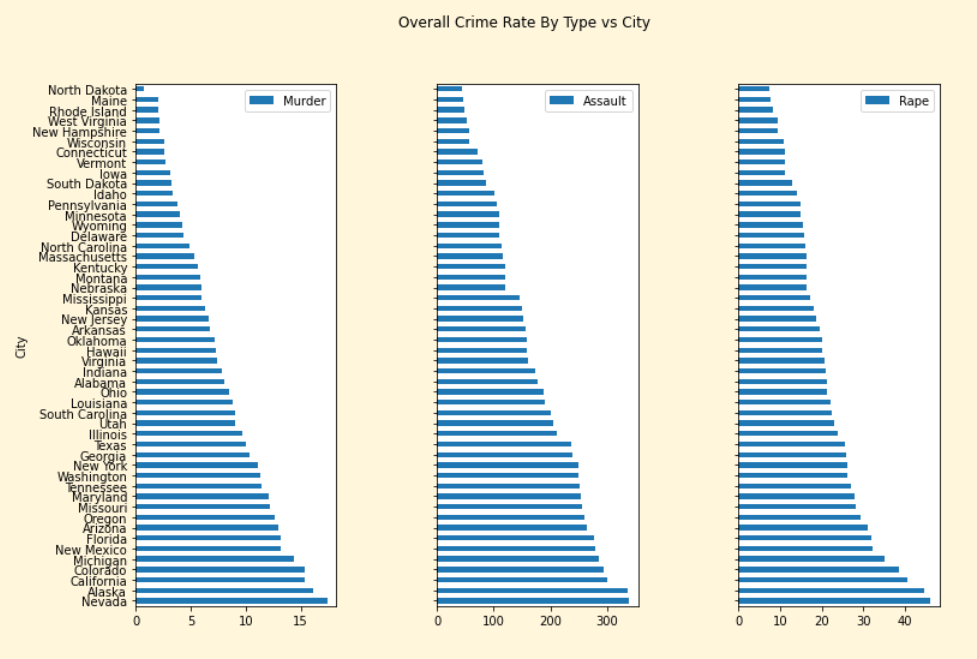 Overall Crime Rate By Type vs City
City
North Dakota
Maine
Rhode Island
West Virginia
New Hampshire
Wisconsin
Connecticut
Vermont
Iowa
South Dakota
Idaho
Pennsylvania
Minnesota
Wyoming
Delaware
North Carolina
Massachusetts
Kentucky
Montana
Nebraska
Mississippi
Kansas
New Jersey
Arkansas
Oklahoma
Hawaii
Virginia
Indiana
Alabama
Ohio
Louisiana
South Carolina
Utah
Illinois
Texas
Georgia
New York
Washington
Tennessee
Maryland
Missouri
Oregon
Arizona
Florida
New Mexico
Michigan
Colorado
California
Alaska
Nevada
Murder
0 5 10 15
Assault
0 100 200 300
Rape
0 10 20 30 40